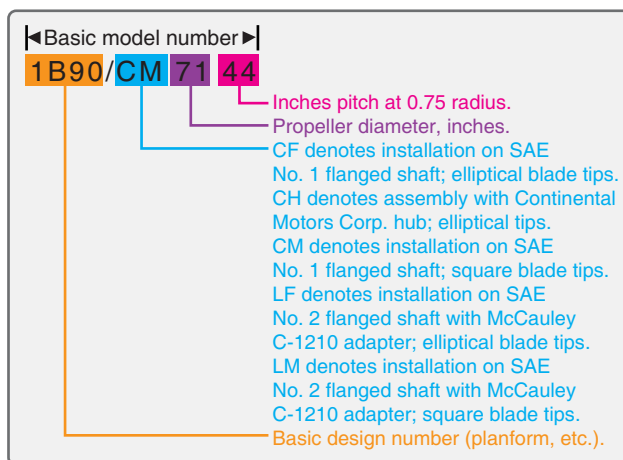 Basic model number
1B90/CM 71 44
Inches pitch at 0.75 radius.
Propeller diameter, inches.
CF denotes installation on SAE
No. 1 flanged shaft; elliptical blade tips.
CH denotes assembly with Continental
Motors Corp. hub; elliptical tips.
CM denotes installation on SAE
No. 1 flanged shaft; square blade tips.
LF denotes installation on SAE
No. 2 flanged shaft with McCauley
C-1210 adapter; elliptical blade tips.
LM denotes installation on SAE
No. 2 flanged shaft with McCauley
C-1210 adapter; square blade tips.
Basic design number (planform, etc.).